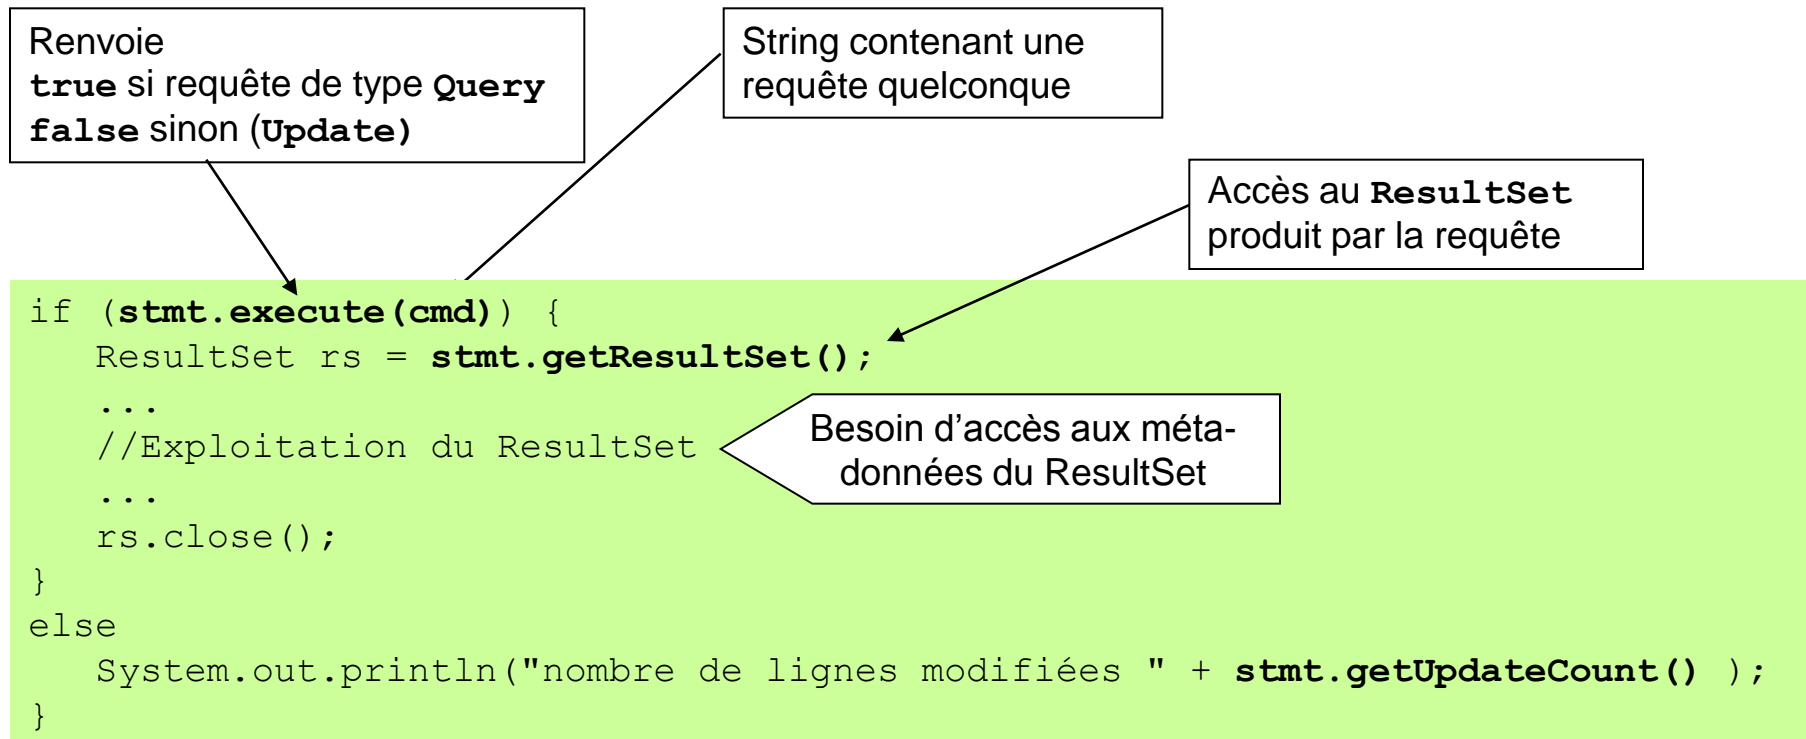 Renvoie
true si requête de type Query
false sinon (Update)
String contenant une
requête quelconque
Accès au ResultSet
produit par la requête
if (stmt.execute(cmd)) {
ResultSet rs = stmt.getResultSet();
...
//Exploitation du ResultSet
Besoin d’accès aux méta-
données du ResultSet
...
rs.close();
}
else
System.out.println("nombre de lignes modifiées " + stmt.getUpdateCount() );
}